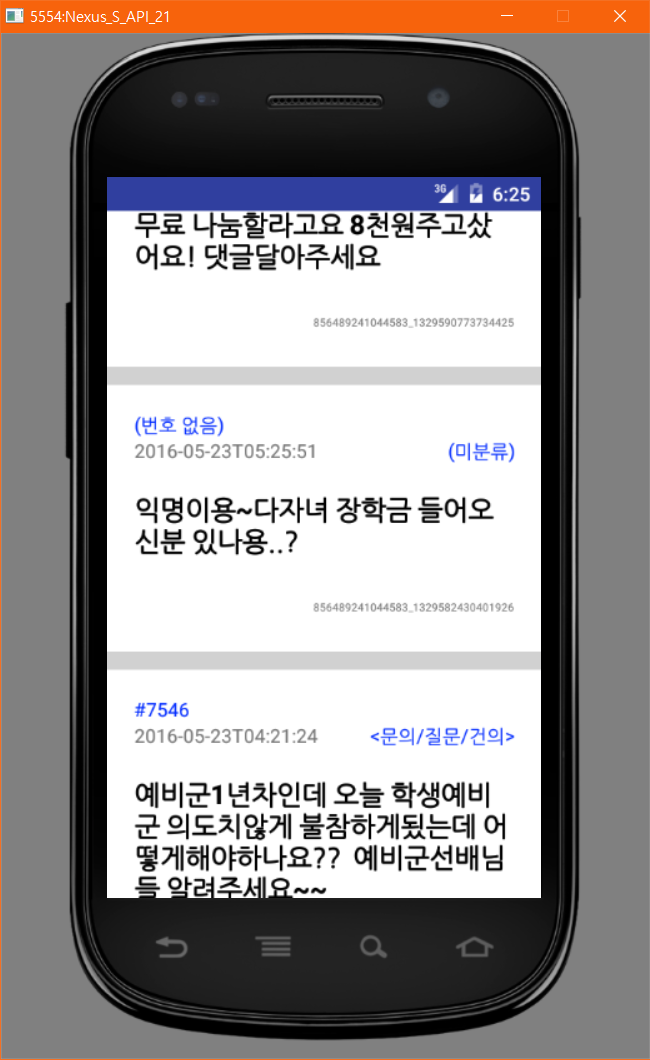 5554:Nexus_S_API_21
3G 6:25
무료 나눔할라고요 8천원주고샀
어요! 댓글달아주세요
856489241044583_1329590773734425
(번호 없음)
2016-05-23T05:25:51 (미분류)
익명이용~다자녀 장학금 들어오
신분 있나용..?
856489241044583_1329582430401926
#7546
2016-05-23T04:21:24 <문의/질문/건의>
예비군1년차인데 오늘 학생예비
군 의도치않게 불참하게됬는데 어
떻게해야하나요?? 예비군선배님
들 알려주세요~~